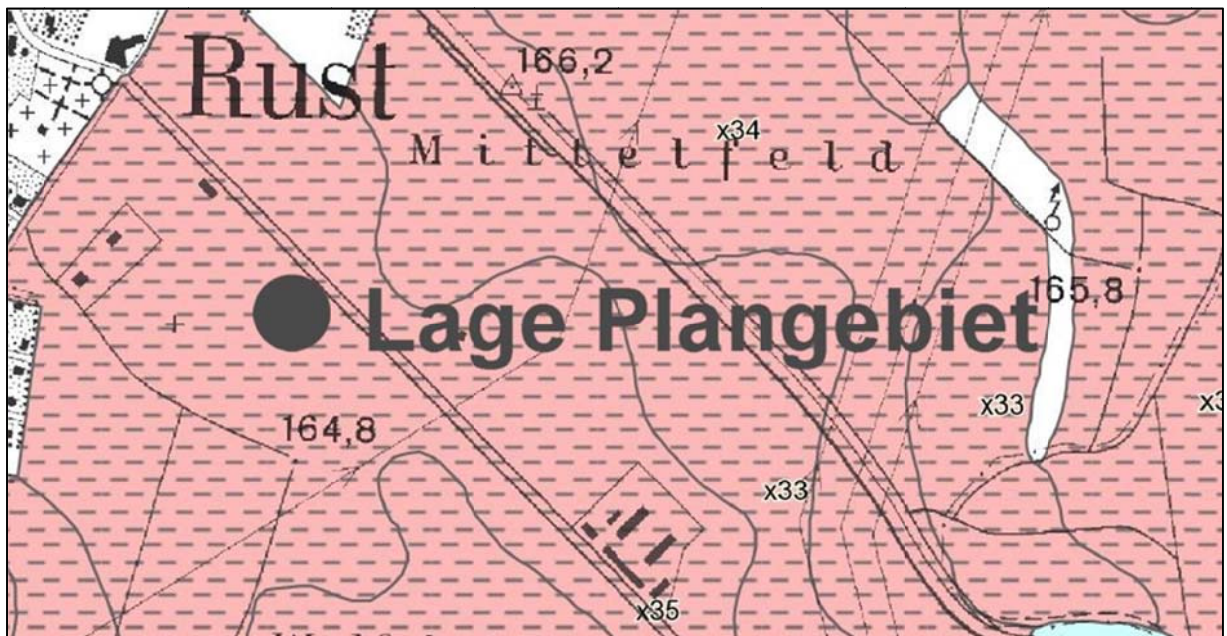 Rust
166,2
x34
Mittelfeld
165,8
Lage Plangebiet
x33
164,8
x33
x35